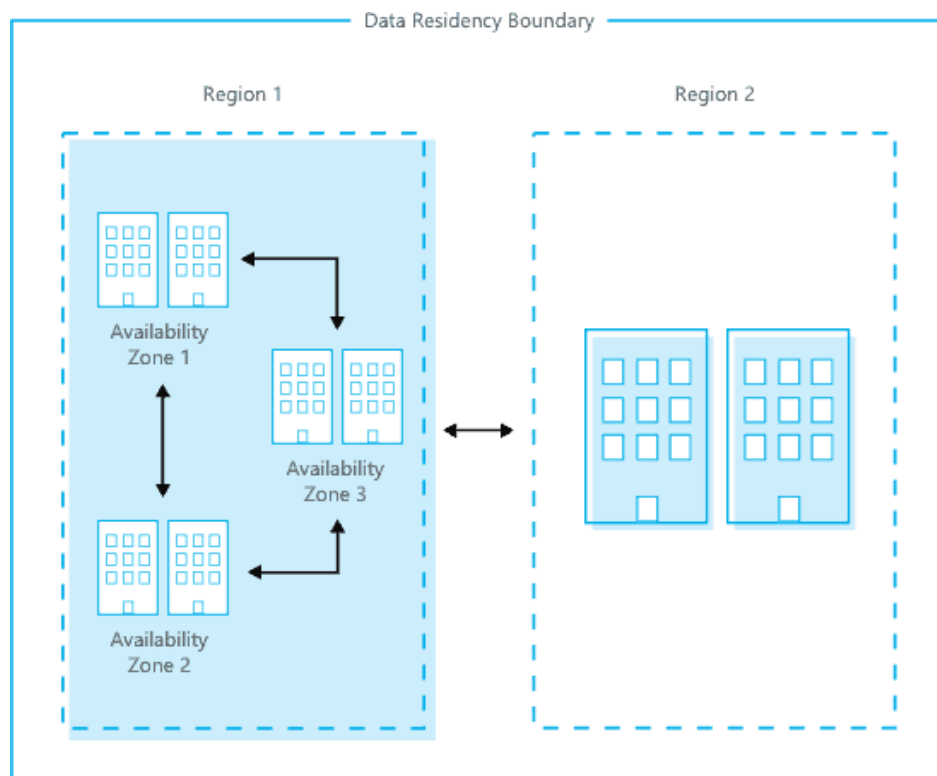 Data Residency Boundary
Region 1
Region 2
Availability
Zone 1
Availability
Zone 3
Availability
Zone 2